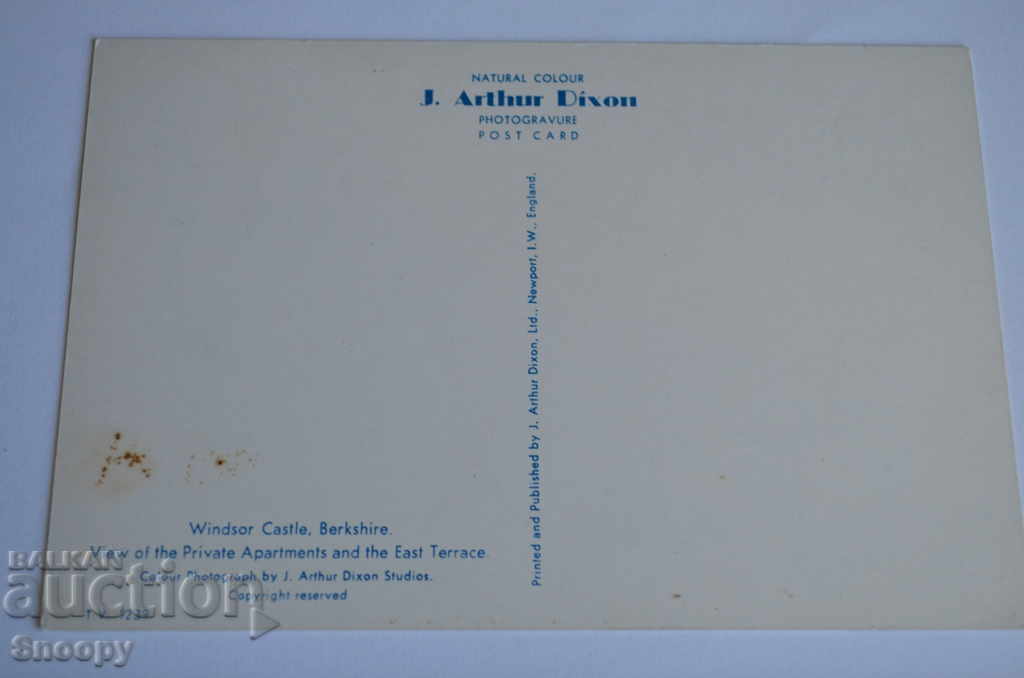 NATURAL COLOUR
J. Arthur Dixon
PHOTOGRAVURE
POST CARD
Printed and Published by J. Arthur Dixon, Ltd., Newport, I.W., England.
Windsor Castle, Berkshire.
View of the Private Apartments and the East Terrace.
Colour Photograph by J. Arthur Dixon Studios.
Copyright reserved
BALKAN
auction
Snoopy